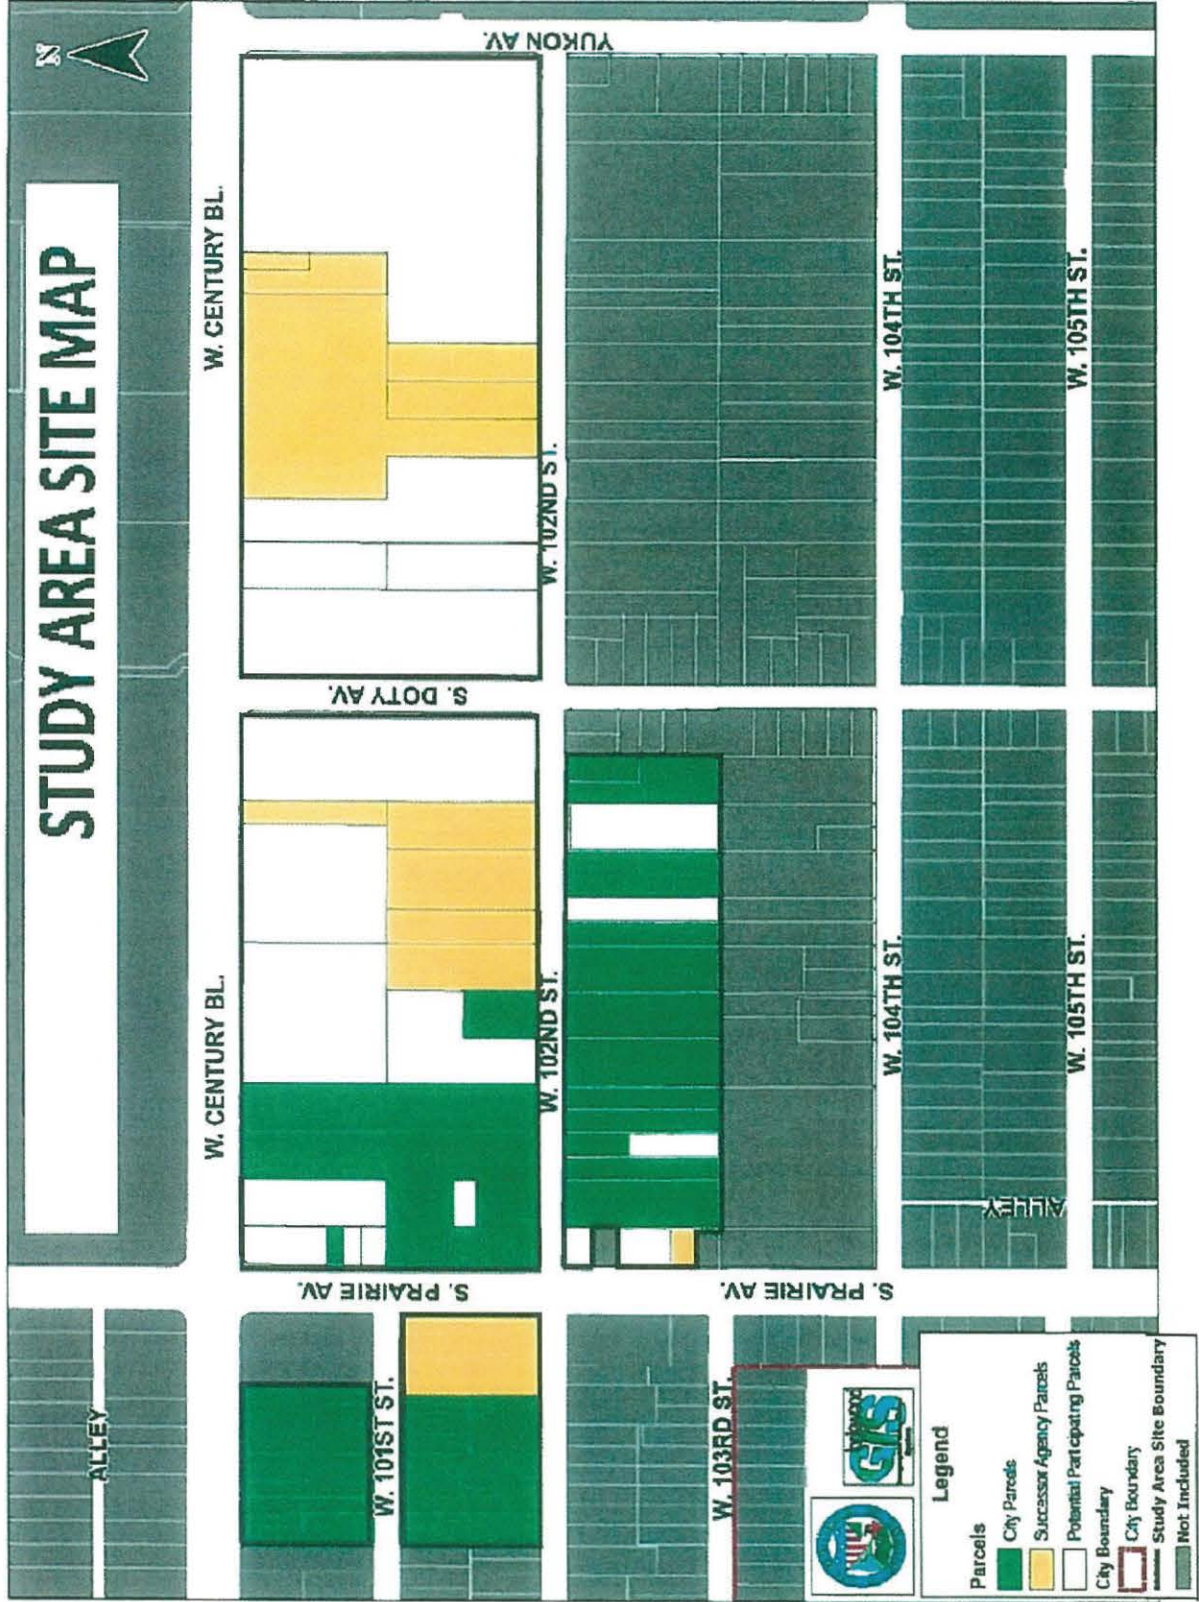 STUDY AREA SITE MAP
N
ALLEY
W. CENTURY BL.
W. CENTURY BL.
YUKON AV.
S. DOTY AV.
S. PRAIRIE AV.
S. PRAIRIE AV.
W. 101ST ST.
W. 102ND ST.
W. 102ND ST.
W. 103RD ST.
W. 104TH ST.
W. 104TH ST.
ALLEY
W. 105TH ST.
W. 105TH ST.
GIS
Legend
Parcels
City Parcels
Successor Agency Parcels
Potential Participating Parcels
City Boundary
City Boundary
Study Area Site Boundary
Not Included